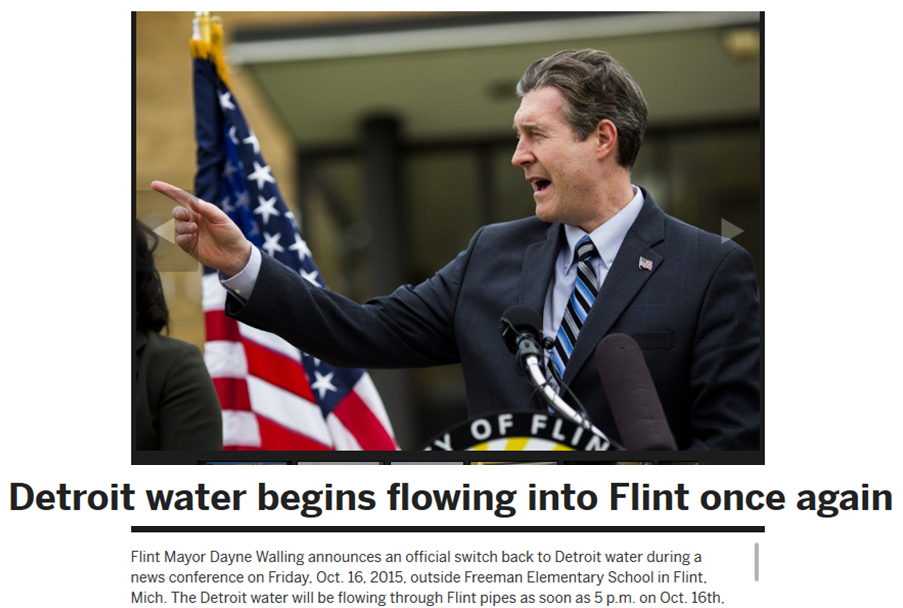 Y OF FLIN
Detroit water begins flowing into Flint once again
Flint Mayor Dayne Walling announces an official switch back to Detroit water during a
news conference on Friday, Oct. 16, 2015, outside Freeman Elementary School in Flint,
Mich. The Detroit water will be flowing through Flint pipes as soon as 5 p.m. on Oct. 16th,